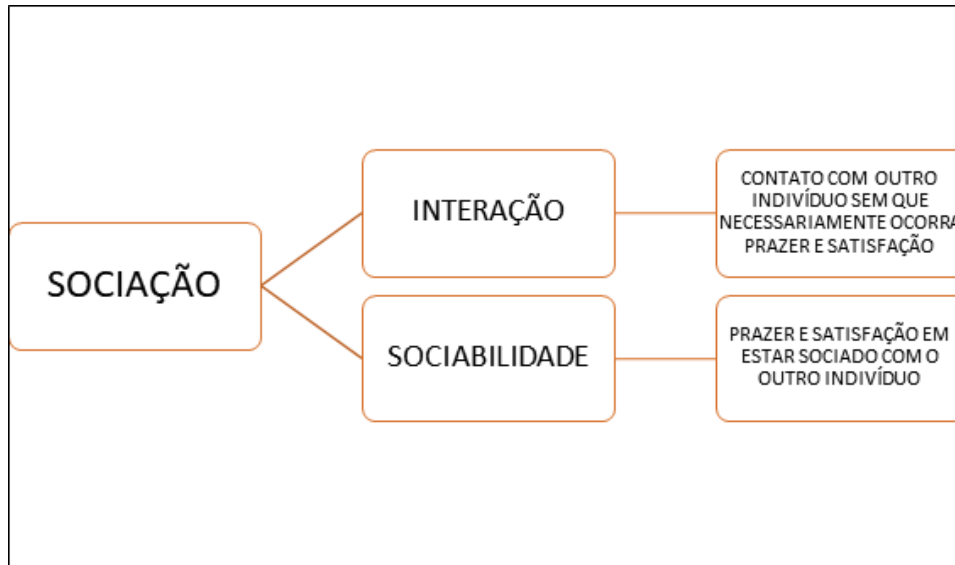 SOCIAÇÃO
INTERAÇÃO
CONTATO COM OUTRO
INDIVÍDUO SEM QUE
NECESSARIAMENTE OCORRA
PRAZER E SATISFAÇÃO
SOCIABILIDADE
PRAZER E SATISFAÇÃO EM
ESTAR SOCIADO COM O
OUTRO INDIVÍDUO